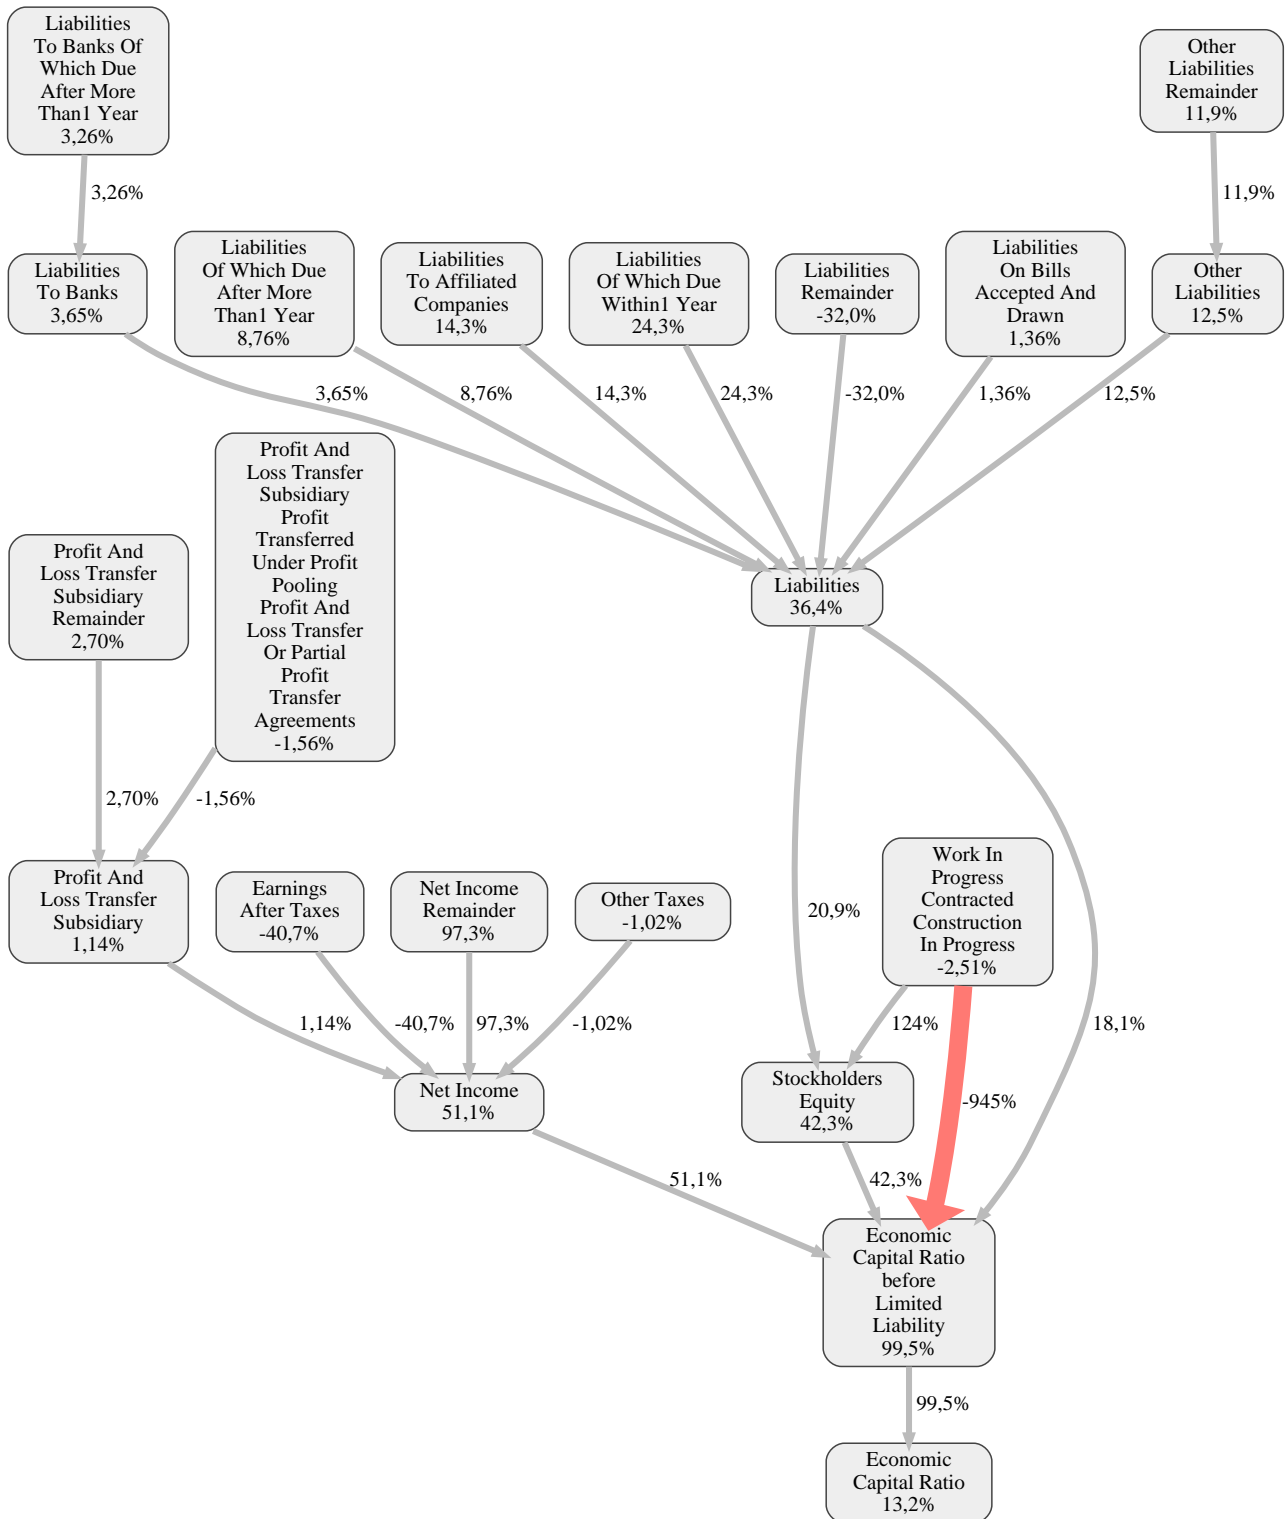 Liabilities
To Banks Of
Which Due
After More
Than1 Year
3,26%
Other
Liabilities
Remainder
11,9%
3,26%
11,9%
Liabilities
To Banks
3,65%
Liabilities
Of Which Due
After More
Than1 Year
8,76%
Liabilities
To Affiliated
Companies
14,3%
Liabilities
Of Which Due
Within1 Year
24,3%
Liabilities
Remainder
-32,0%
Liabilities
On Bills
Accepted And
Drawn
1,36%
Other
Liabilities
12,5%
3,65%
8,76%
14,3%
24,3%
-32,0%
1,36%
12,5%
Profit And
Loss Transfer
Subsidiary
Remainder
2,70%
Profit And
Loss Transfer
Subsidiary
Profit
Transferred
Under Profit
Pooling
Profit And
Loss Transfer
Or Partial
Profit
Transfer
Agreements
-1,56%
Liabilities
36,4%
2,70%
-1,56%
Profit And
Loss Transfer
Subsidiary
1,14%
Earnings
After Taxes
-40,7%
Net Income
Remainder
97,3%
Other Taxes
-1,02%
20,9%
Work In
Progress
Contracted
Construction
In Progress
-2,51%
1,14%
-40,7%
97,3%
-1,02%
124%
18,1%
Net Income
51,1%
Stockholders
Equity
42,3%
-945%
51,1%
42,3%
Economic
Capital Ratio
before
Limited
Liability
99,5%
99,5%
Economic
Capital Ratio
13,2%